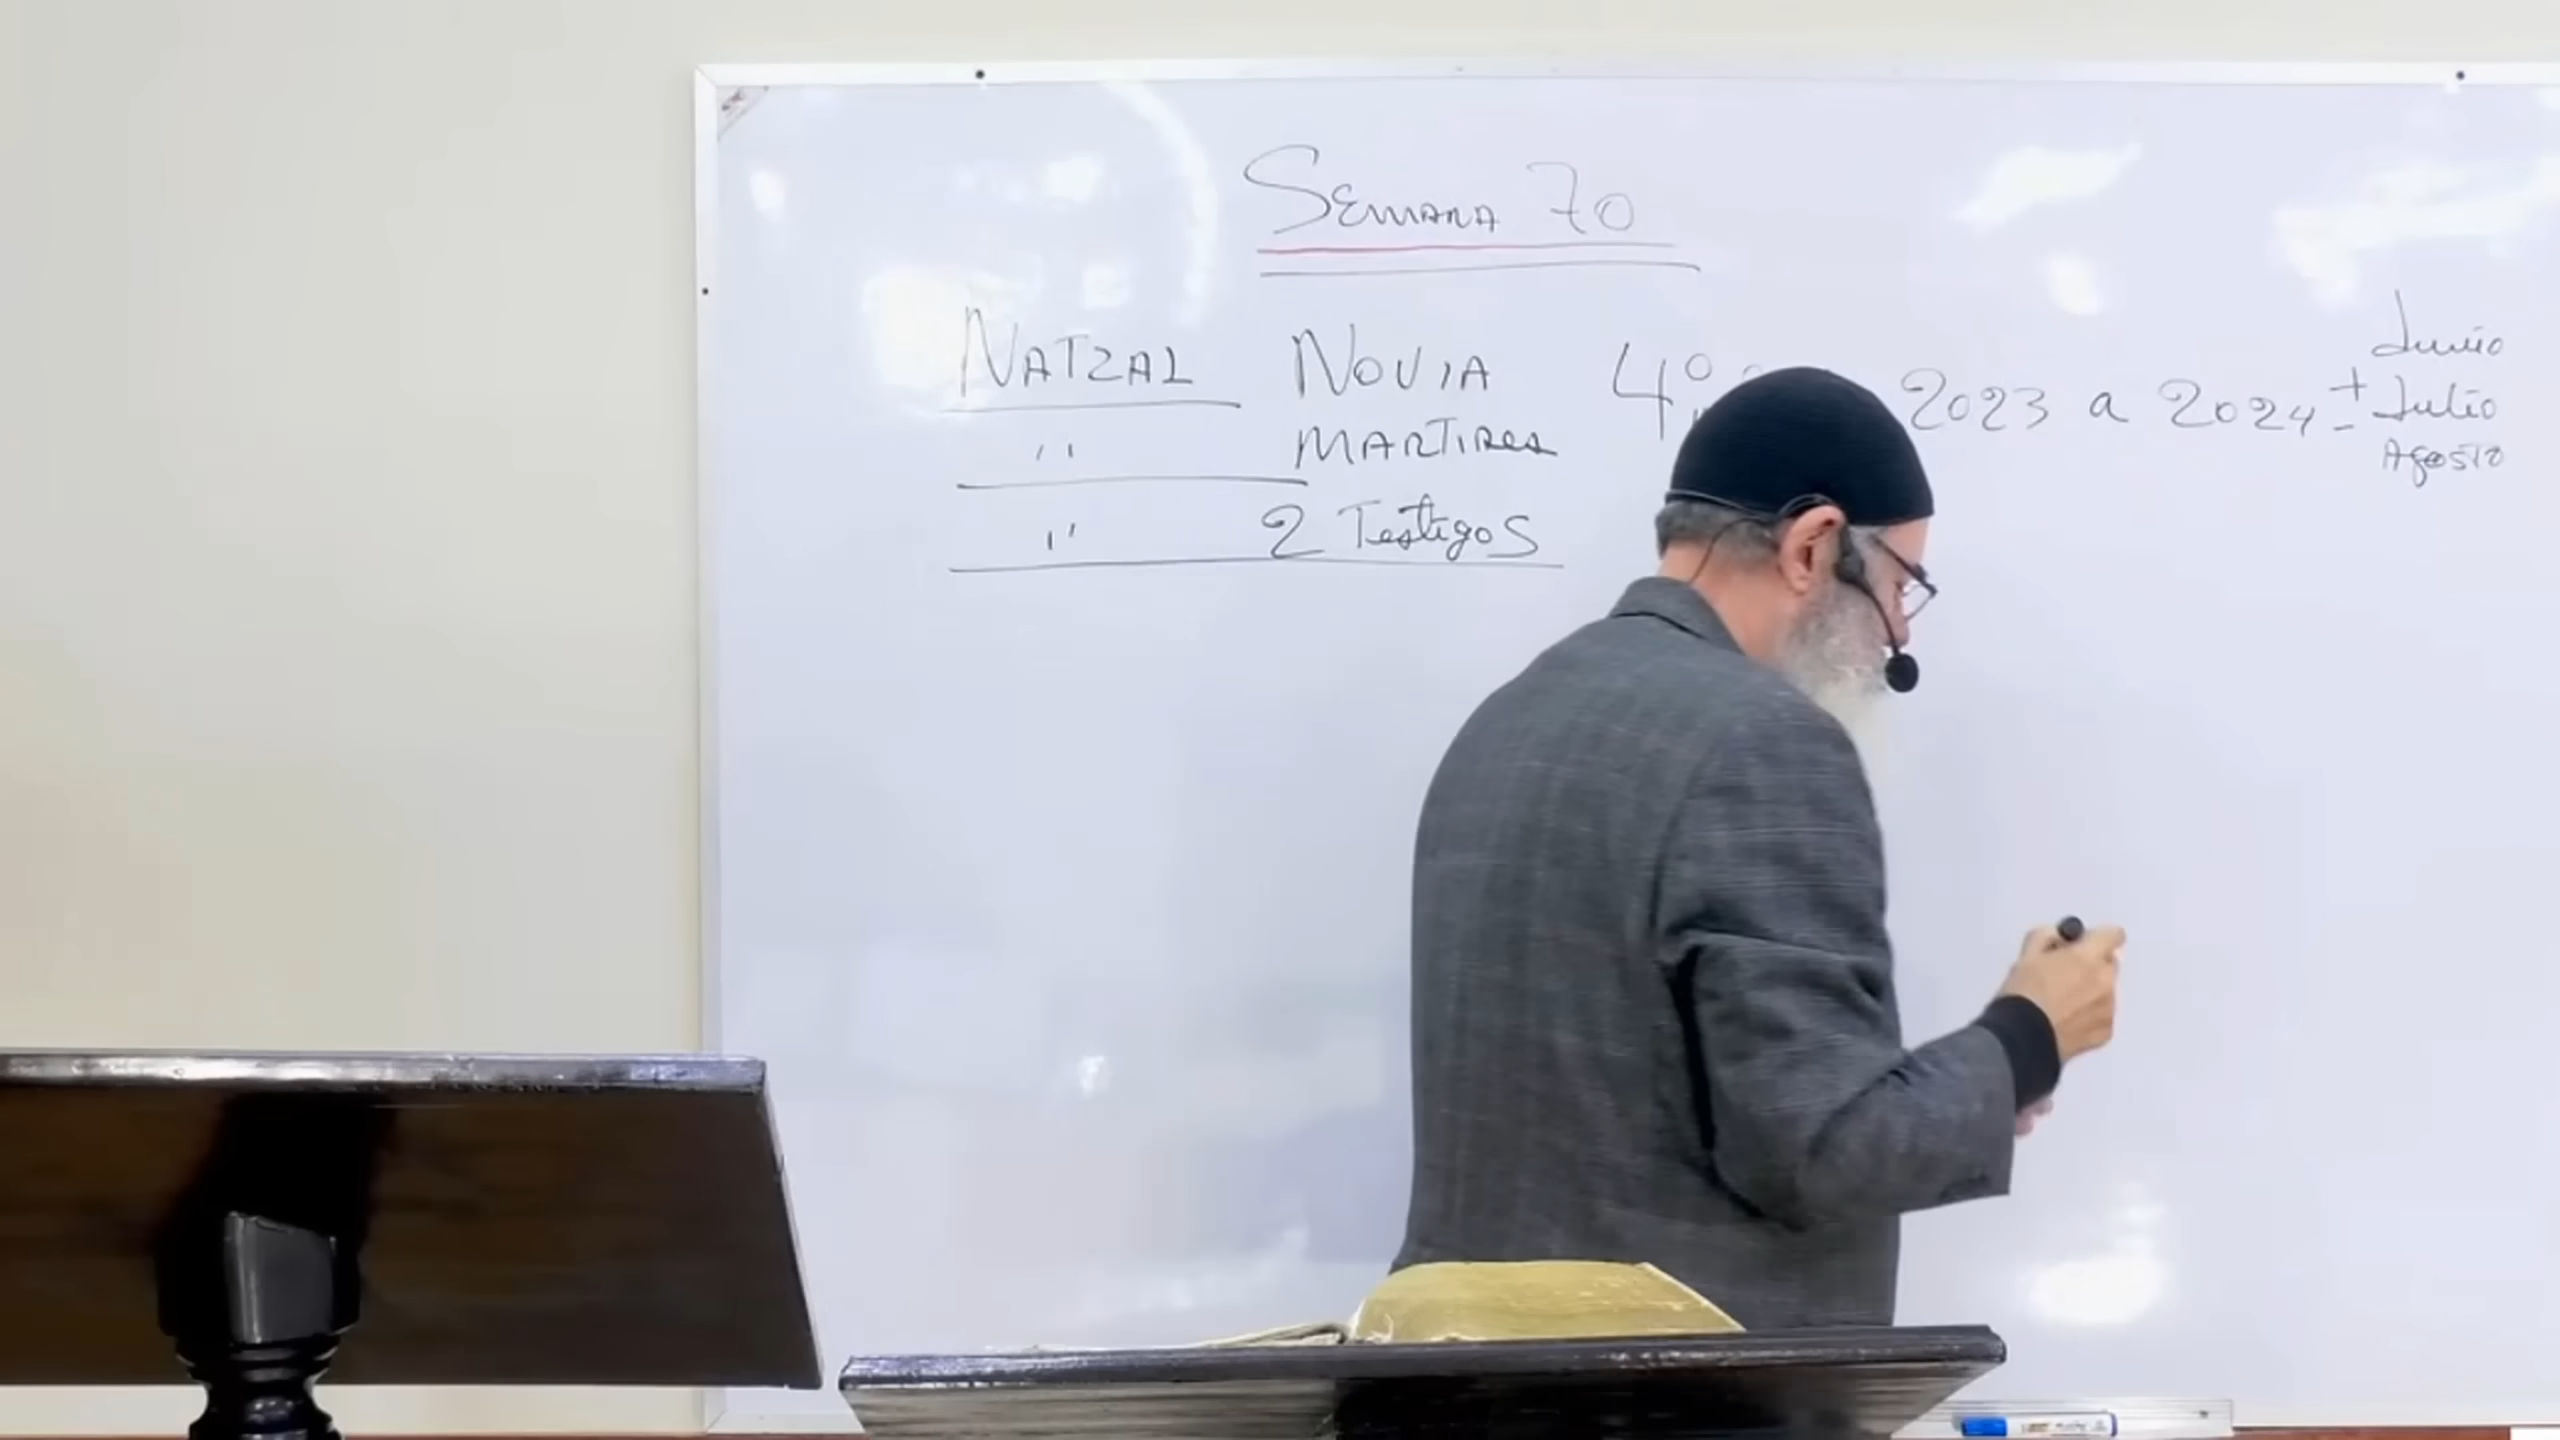 SEMANA 70
NATZAL NOVIA 4º 2023 a 2024 + -
Junio
Julio
Agosto
" MARTIRES
" 2 Testigos